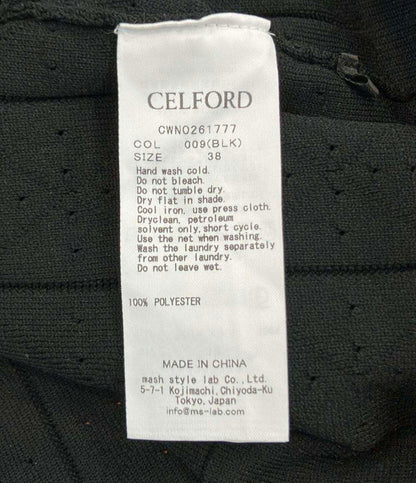 CELFORD
CWNO261777
COL 009(BLK)
SIZE 38
Hand wash cold.
Do not bleach.
Do not tumble dry.
Dry flat in shade.
Cool iron, use press cloth.
Dryclean, petroleum
solvent only, short cycle.
Use the net when washing.
Wash the laundry separately
from other laundry.
Do not leave wet.
100% POLYESTER
MADE IN CHINA
mash style lab Co., Ltd.
5-7-1 Kojimachi, Chiyoda-Ku
Tokyo, Japan
info@ms-lab